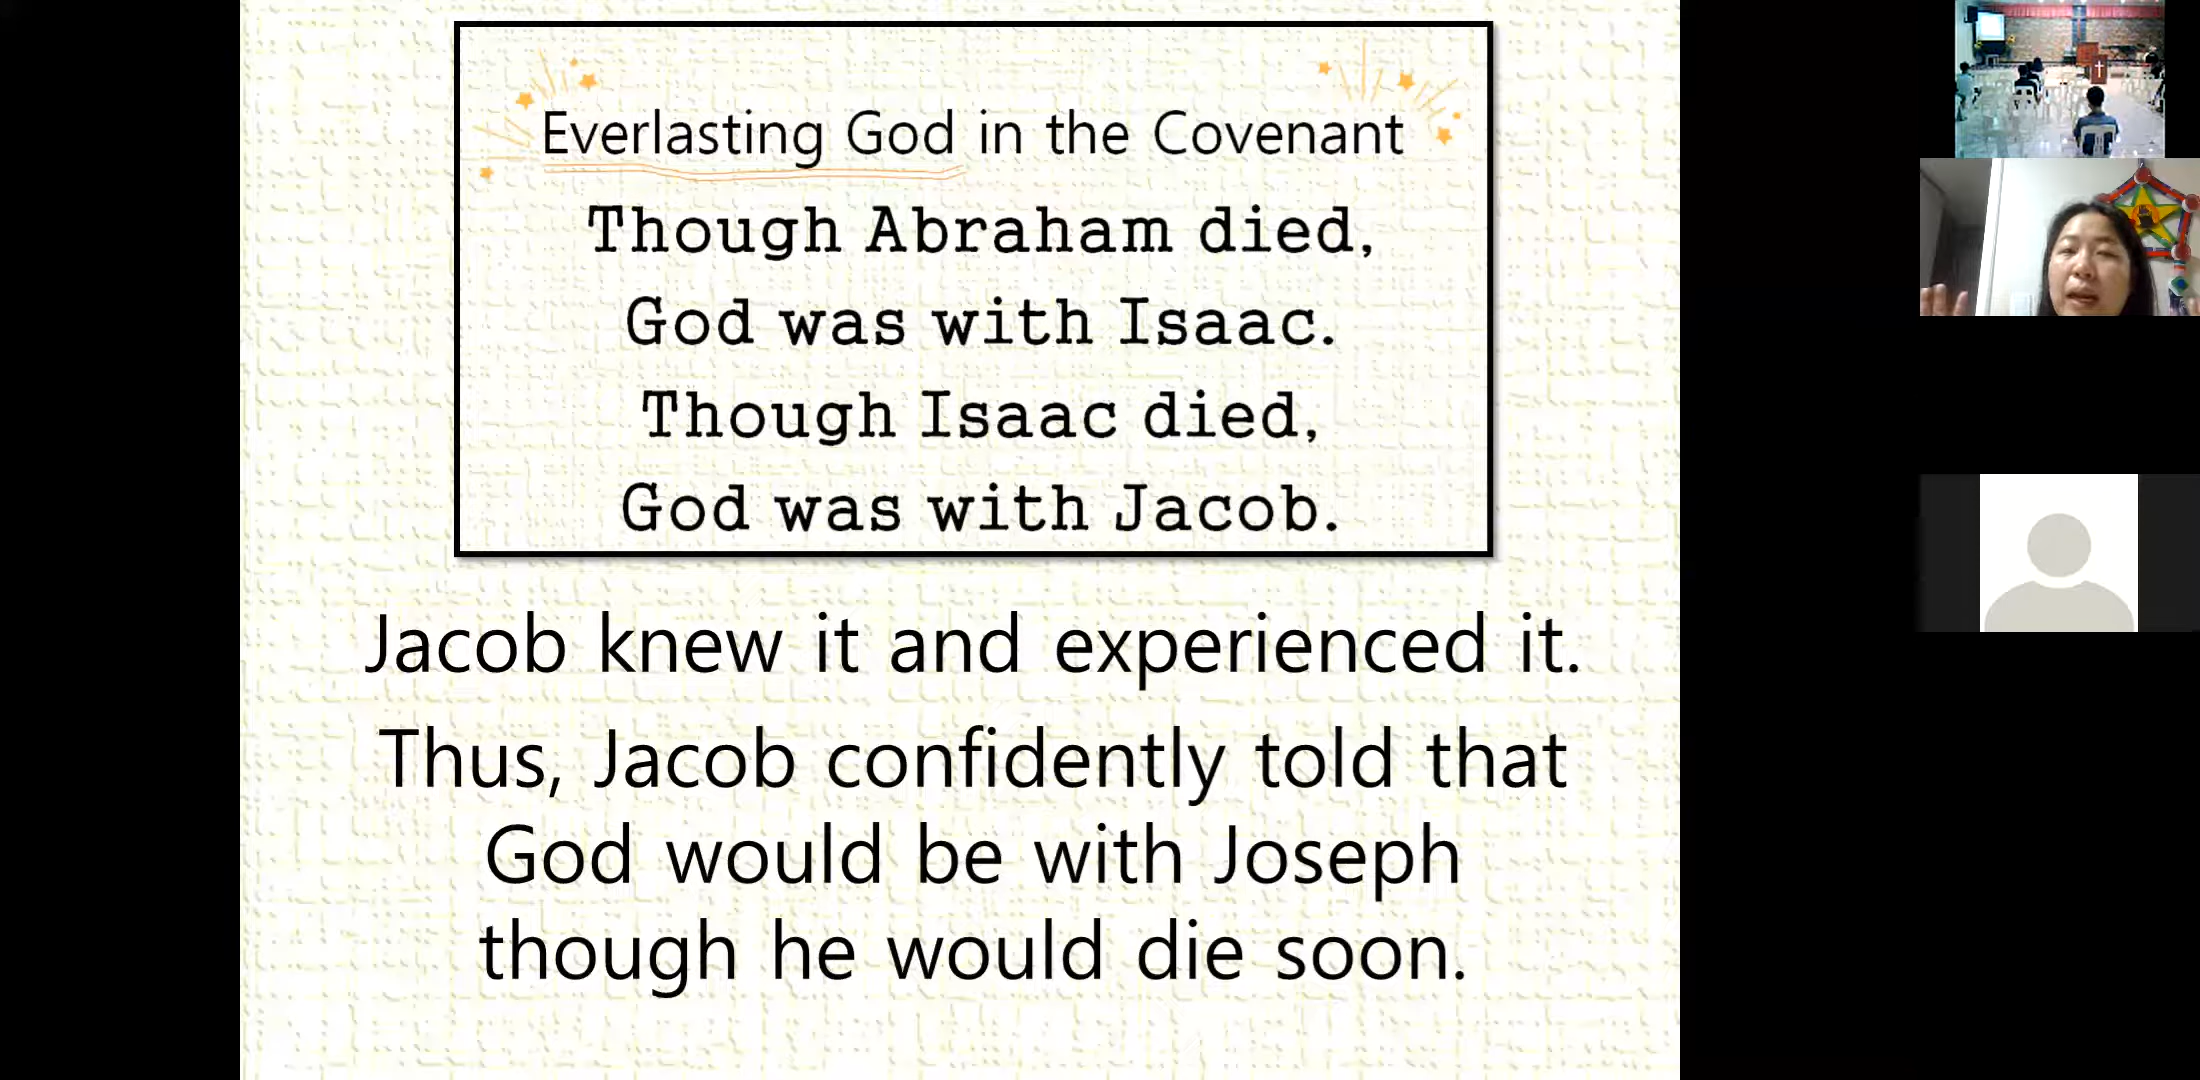 Everlasting God in the Covenant
Though Abraham died,
God was with Isaac.
Though Isaac died,
God was with Jacob.
Jacob knew it and experienced it.
Thus, Jacob confidently told that
God would be with Joseph
though he would die soon.